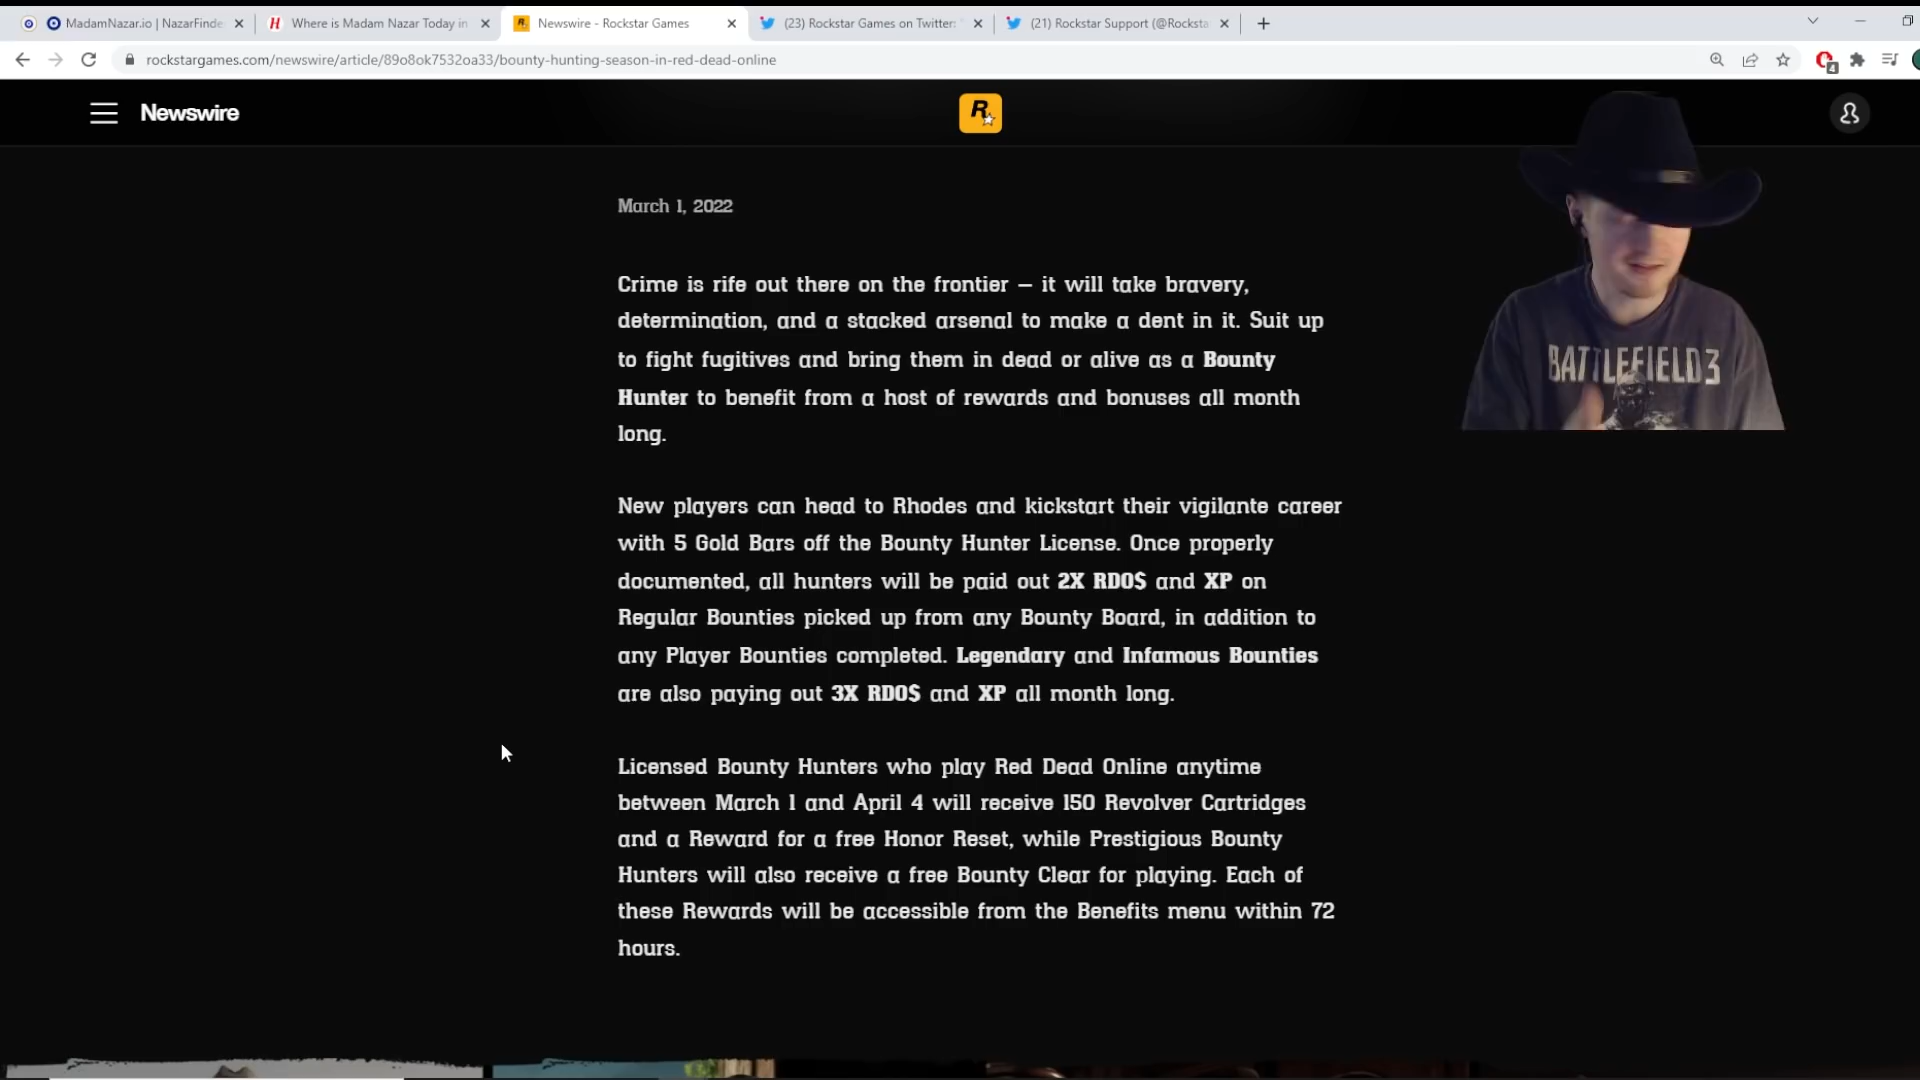 MadamNazar.io | NazarFinde
Where is Madam Nazar Today in
Newswire - Rockstar Games
(23) Rockstar Games on Twitter:
(21) Rockstar Support (@Rocksta
rockstargames.com/newswire/article/89o8ok7532oa33/bounty-hunting-season-in-red-dead-online
4
Newswire
R
March 1, 2022
Crime is rife out there on the frontier – it will take bravery,
determination, and a stacked arsenal to make a dent in it. Suit up
to fight fugitives and bring them in dead or alive as a Bounty
Hunter to benefit from a host of rewards and bonuses all month
long.
New players can head to Rhodes and kickstart their vigilante career
with 5 Gold Bars off the Bounty Hunter License. Once properly
documented, all hunters will be paid out 2X RDO$ and XP on
Regular Bounties picked up from any Bounty Board, in addition to
any Player Bounties completed. Legendary and Infamous Bounties
are also paying out 3X RDO$ and XP all month long.
Licensed Bounty Hunters who play Red Dead Online anytime
between March 1 and April 4 will receive 150 Revolver Cartridges
and a Reward for a free Honor Reset, while Prestigious Bounty
Hunters will also receive a free Bounty Clear for playing. Each of
these Rewards will be accessible from the Benefits menu within 72
hours.
BATTLEFIELD 3